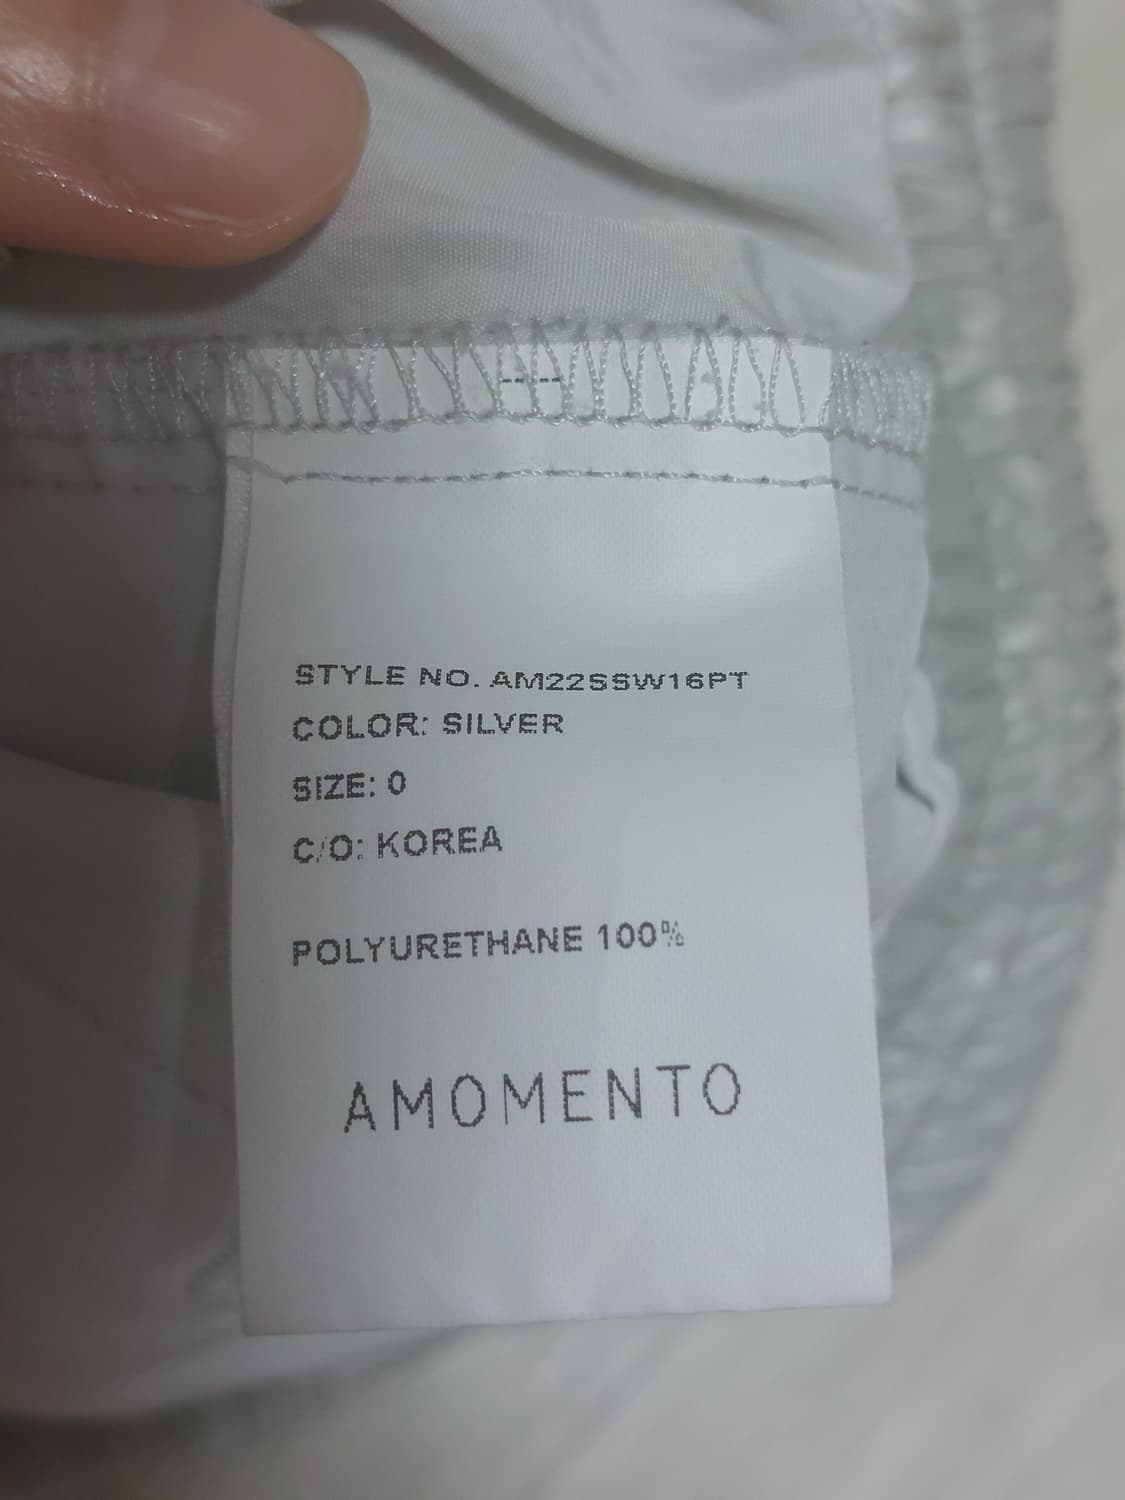 STYLE NO. AM22SSW16PT
COLOR: SILVER
SIZE: 0
C/O: KOREA
POLYURETHANE 100%
AMOMENTO